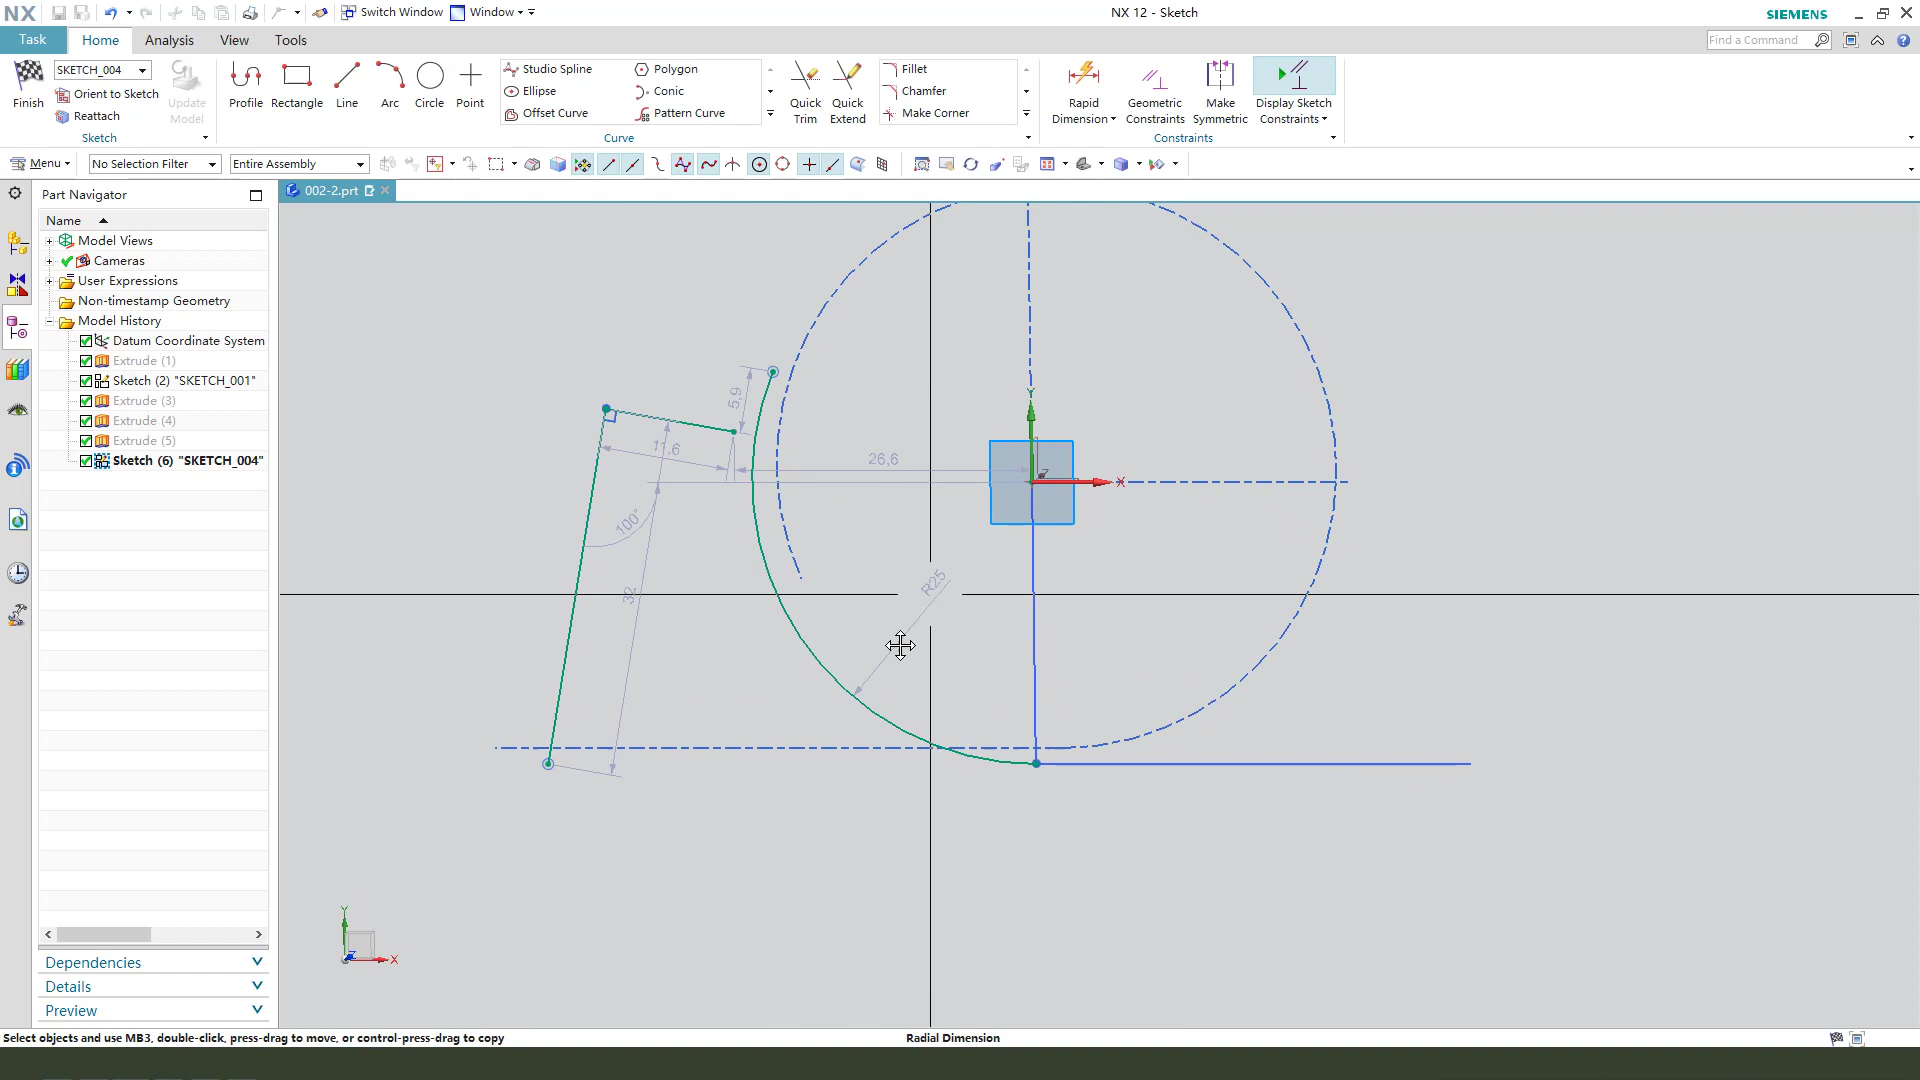 NX
Switch Window
Window
NX 12 - Sketch
SIEMENS
Task
Home
Analysis
View
Tools
Find a Command
Finish
SKETCH_004
Orient to Sketch
Reattach
Update
Model
Sketch
Profile
Rectangle
Line
Arc
Circle
Point
Studio Spline
Ellipse
Offset Curve
Polygon
Conic
Pattern Curve
Curve
Quick
Trim
Quick
Extend
Fillet
Chamfer
Make Corner
Rapid
Dimension
Geometric
Constraints
Make
Symmetric
Display Sketch
Constraints
Constraints
Menu
No Selection Filter
Entire Assembly
Part Navigator
002-2.prt
Name
Model Views
Cameras
User Expressions
Non-timestamp Geometry
Model History
Datum Coordinate System
Extrude (1)
Sketch (2) "SKETCH_001"
Extrude (3)
Extrude (4)
Extrude (5)
Sketch (6) "SKETCH_004"
Dependencies
Details
Preview
5,9
11,6
26,6
100°
32
R25
Y
X
Z
Y
X
Z
Select objects and use MB3, double-click, press-drag to move, or control-press-drag to copy
Radial Dimension